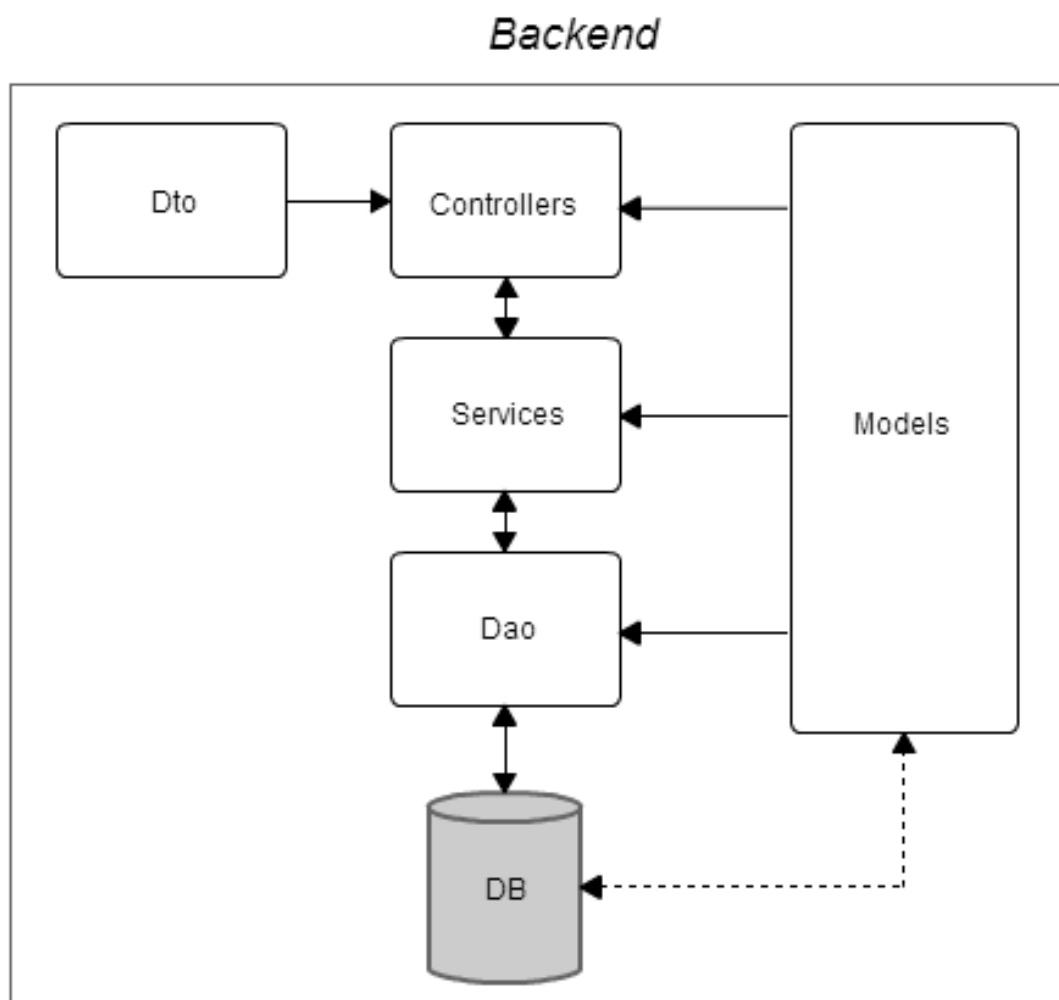 Backend
Dto
Controllers
Services
Models
Dao
DB